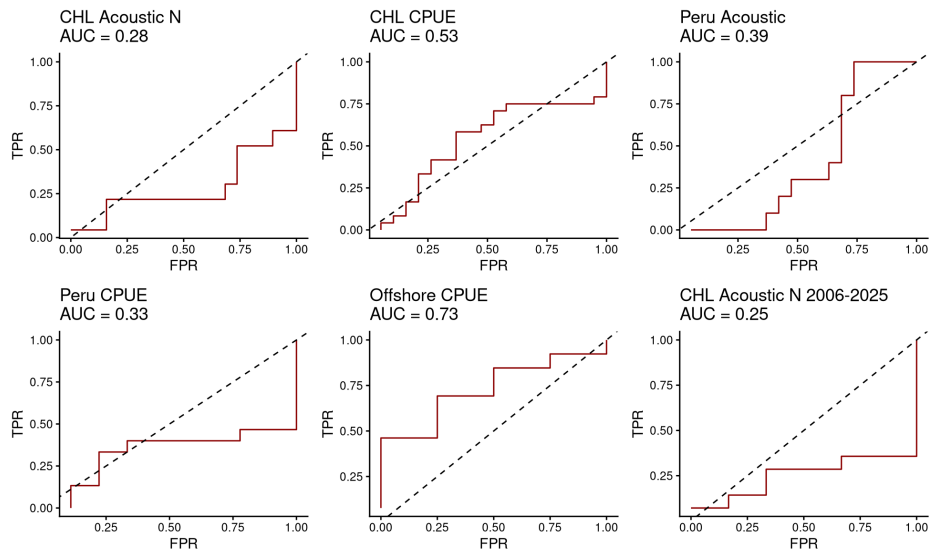 CHL Acoustic N
AUC = 0.28
1.00
0.75
0.50
0.25
0.00
TPR
0.00
0.25
0.50
0.75
1.00
FPR
CHL CPUE
AUC = 0.53
1.00
0.75
0.50
0.25
0.00
TPR
0.25
0.50
0.75
1.00
FPR
Peru Acoustic
AUC = 0.39
1.00
0.75
0.50
0.25
0.00
TPR
0.25
0.50
0.75
1.00
FPR
Peru CPUE
AUC = 0.33
1.00
0.75
0.50
0.25
0.00
TPR
0.25
0.50
0.75
1.00
FPR
Offshore CPUE
AUC = 0.73
1.00
0.75
0.50
0.25
TPR
0.00
0.25
0.50
0.75
1.00
FPR
CHL Acoustic N 2006-2025
AUC = 0.25
1.00
0.75
0.50
0.25
TPR
0.00
0.25
0.50
0.75
1.00
FPR